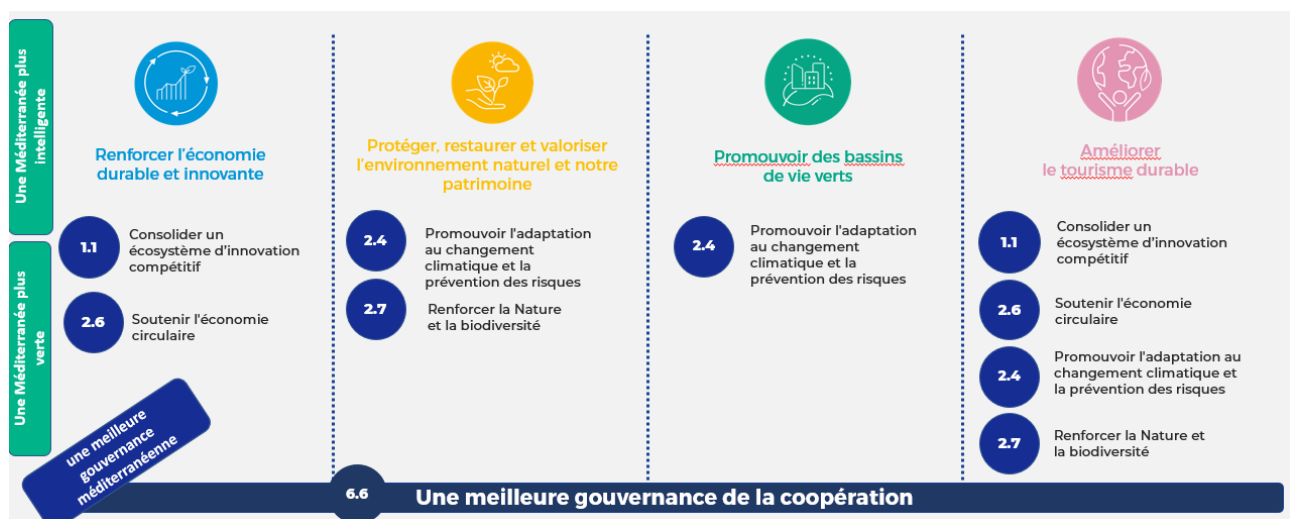 Une Méditerranée plus
intelligente
Une Méditerranée plus
verte
une meilleure
gouvernance
méditerranéenne
Renforcer l'économie
durable et innovante
1.1
Consolider un
écosystème d'innovation
compétitif
2.6
Soutenir l'économie
circulaire
Protéger, restaurer et valoriser
l'environnement naturel et notre
patrimoine
2.4
Promouvoir l'adaptation
au changement
climatique et la
prévention des risques
2.7
Renforcer la Nature
et la biodiversité
Promouvoir des bassins
de vie verts
2.4
Promouvoir l'adaptation
au changement
climatique et la
prévention des risques
Améliorer
le tourisme durable
1.1
Consolider un
écosystème d'innovation
compétitif
2.6
Soutenir l'économie
circulaire
2.4
Promouvoir l'adaptation au
changement climatique et
la prévention des risques
2.7
Renforcer la Nature et
la biodiversité
6.6
Une meilleure gouvernance de la coopération